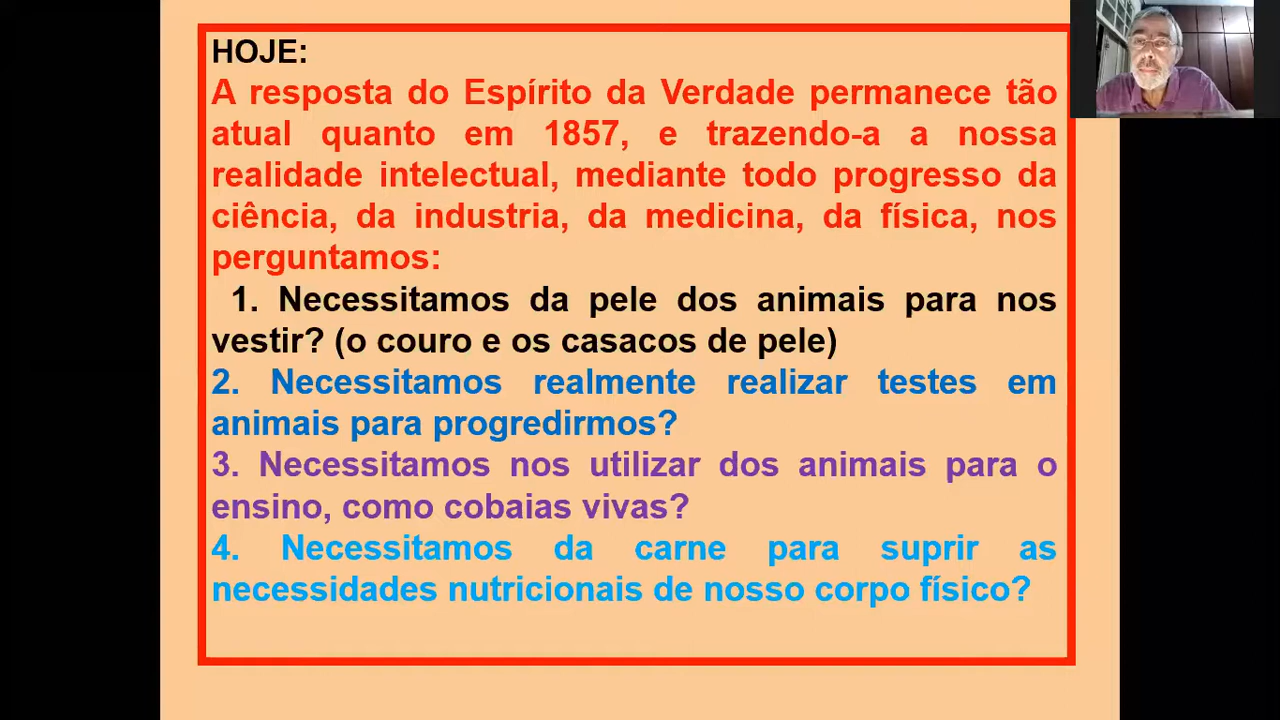 HOJE:
A resposta do Espírito da Verdade permanece tão
atual quanto em 1857, e trazendo-a a nossa
realidade intelectual, mediante todo progresso da
ciência, da industria, da medicina, da física, nos
perguntamos:
1. Necessitamos da pele dos animais para nos
vestir? (o couro e os casacos de pele)
2. Necessitamos realmente realizar testes em
animais para progredirmos?
3. Necessitamos nos utilizar dos animais para o
ensino, como cobaias vivas?
4. Necessitamos da carne para suprir as
necessidades nutricionais de nosso corpo físico?